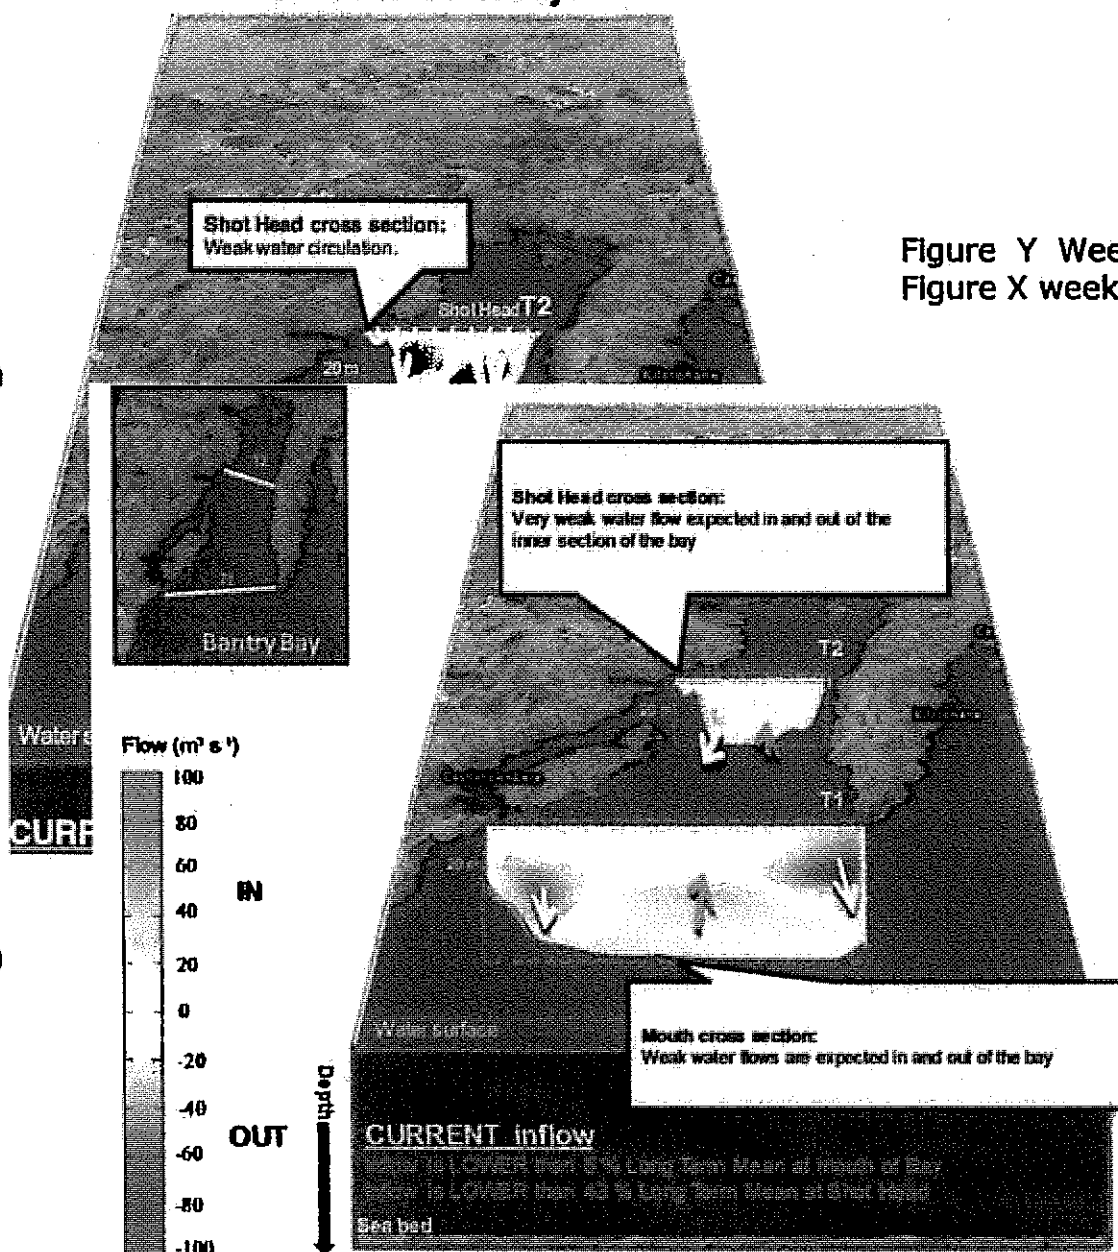 Shot Head cross section:
Weak water circulation.
Figure Y Wee
Figure X week
Shot Head T2
20 m
Bantry Bay
Shot Head cross section:
Very weak water flow expected in and out of the
inner section of the bay
T2
T1
Water s
CURR
Flow (m³ s⁻¹)
100
80
60
40
20
0
-20
-40
-60
-80
-100
IN
OUT
Depth
Water surface
Mouth cross section:
Weak water flows are expected in and out of the bay
CURRENT inflow
Sea bed